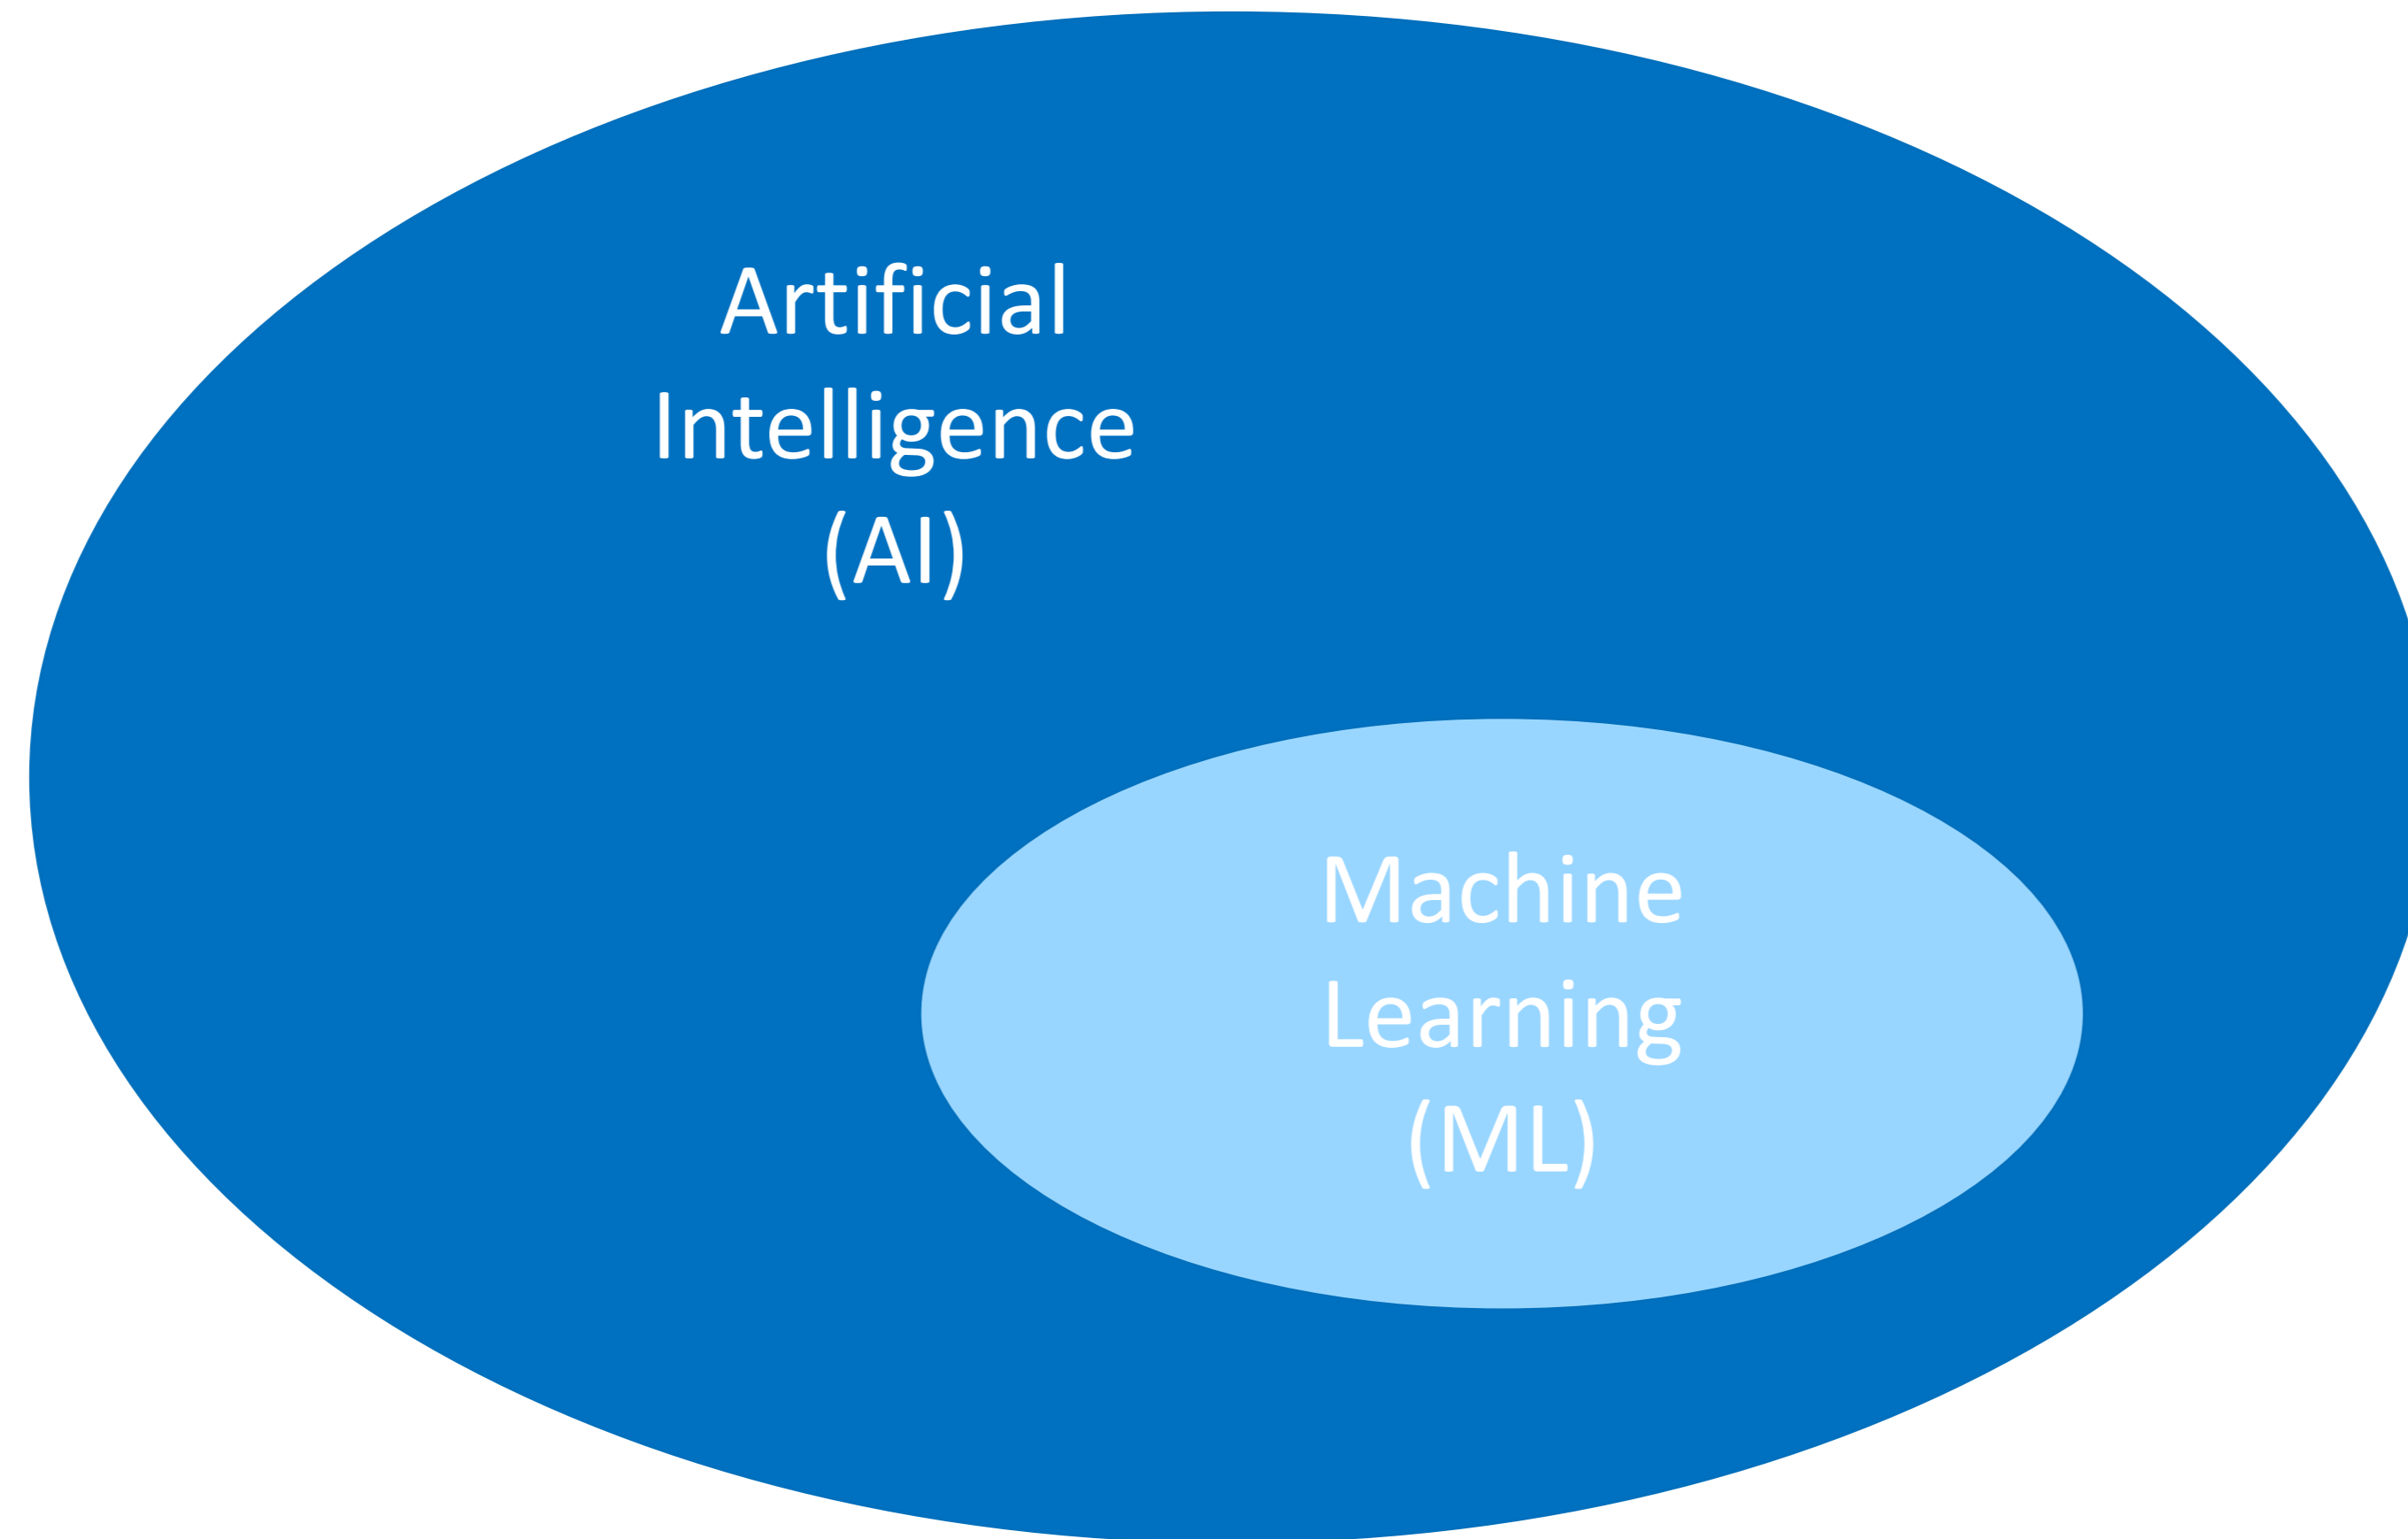 Artificial
Intelligence
(AI)
Machine
Learning
(ML)